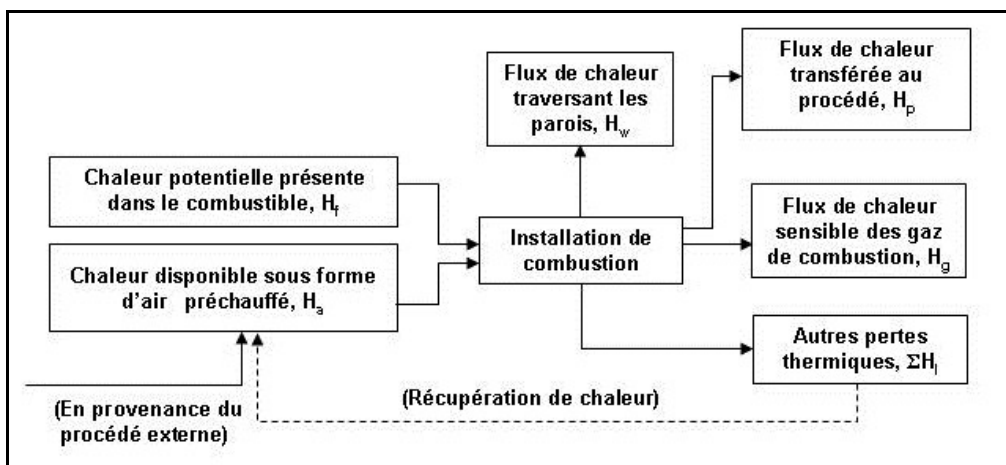 Flux de chaleur
traversant les
parois, Hw
Flux de chaleur
transférée au
procédé, Hp
Chaleur potentielle présente
dans le combustible, Hf
Installation de
combustion
Flux de chaleur
sensible des gaz
de combustion, Hg
Chaleur disponible sous forme
d'air préchauffé, Ha
Autres pertes
thermiques, ΣHl
(En provenance du
procédé externe)
(Récupération de chaleur)